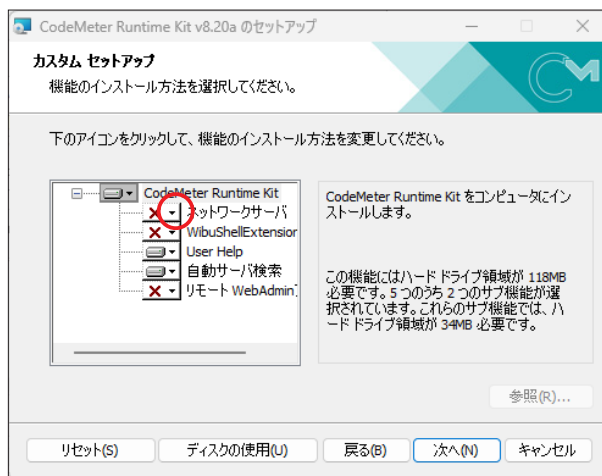 CodeMeter Runtime Kit v8.20a のセットアップ
カスタム セットアップ
機能のインストール方法を選択してください。
下のアイコンをクリックして、機能のインストール方法を変更してください。
CodeMeter Runtime Kit
ネットワークサーバ
WibuShellExtension
User Help
自動サーバ検索
リモート WebAdminア
CodeMeter Runtime Kit をコンピュータにイン
ストールします。
この機能にはハード ドライブ領域が 118MB
必要です。5 つのうち 2 つのサブ機能が選
択されています。これらのサブ機能では、ハ
ード ドライブ領域が 34MB 必要です。
参照(R)...
リセット(S)
ディスクの使用(U)
戻る(B)
次へ(N)
キャンセル